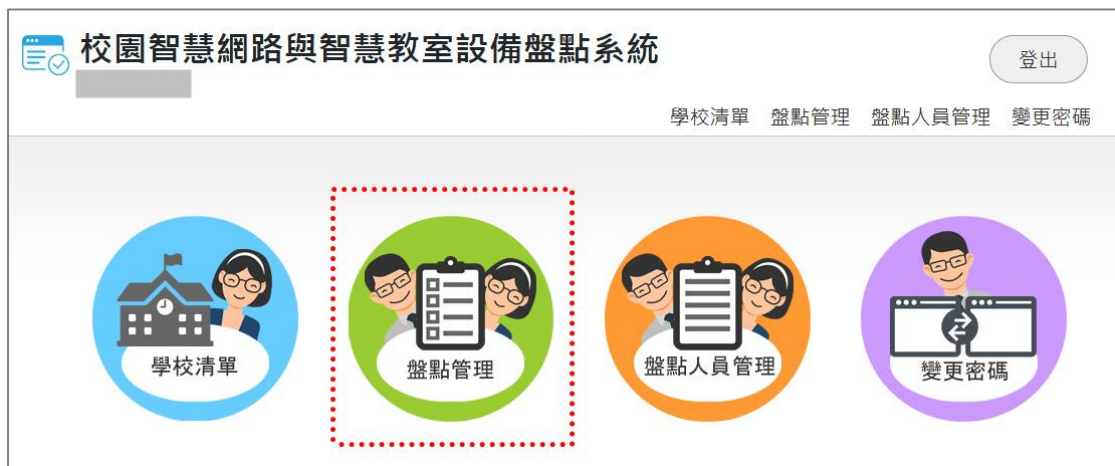 校園智慧網路與智慧教室設備盤點系統
登出
學校清單 盤點管理 盤點人員管理 變更密碼
學校清單
盤點管理
盤點人員管理
變更密碼